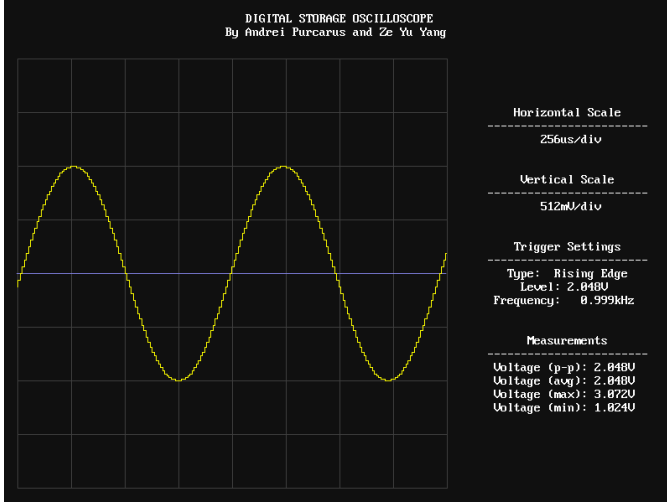 DIGITAL STORAGE OSCILLOSCOPE
By Andrei Purcarus and Ze Yu Yang
Horizontal Scale
256us/div
Vertical Scale
512mV/div
Trigger Settings
Type: Rising Edge
Level: 2.048V
Frequency: 0.999kHz
Measurements
Voltage (p-p): 2.048V
Voltage (avg): 2.048V
Voltage (max): 3.072V
Voltage (min): 1.024V